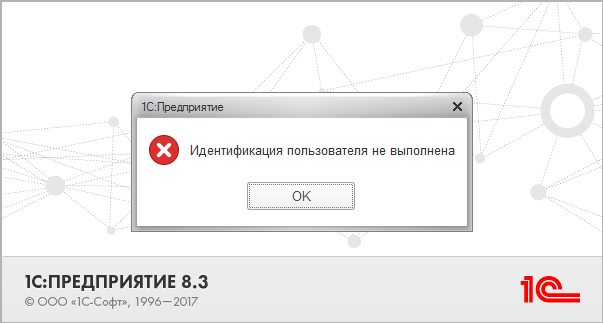 1С:Предприятие
Идентификация пользователя не выполнена
OK
1С:ПРЕДПРИЯТИЕ 8.3
© ООО «1С-Софт», 1996—2017
1С